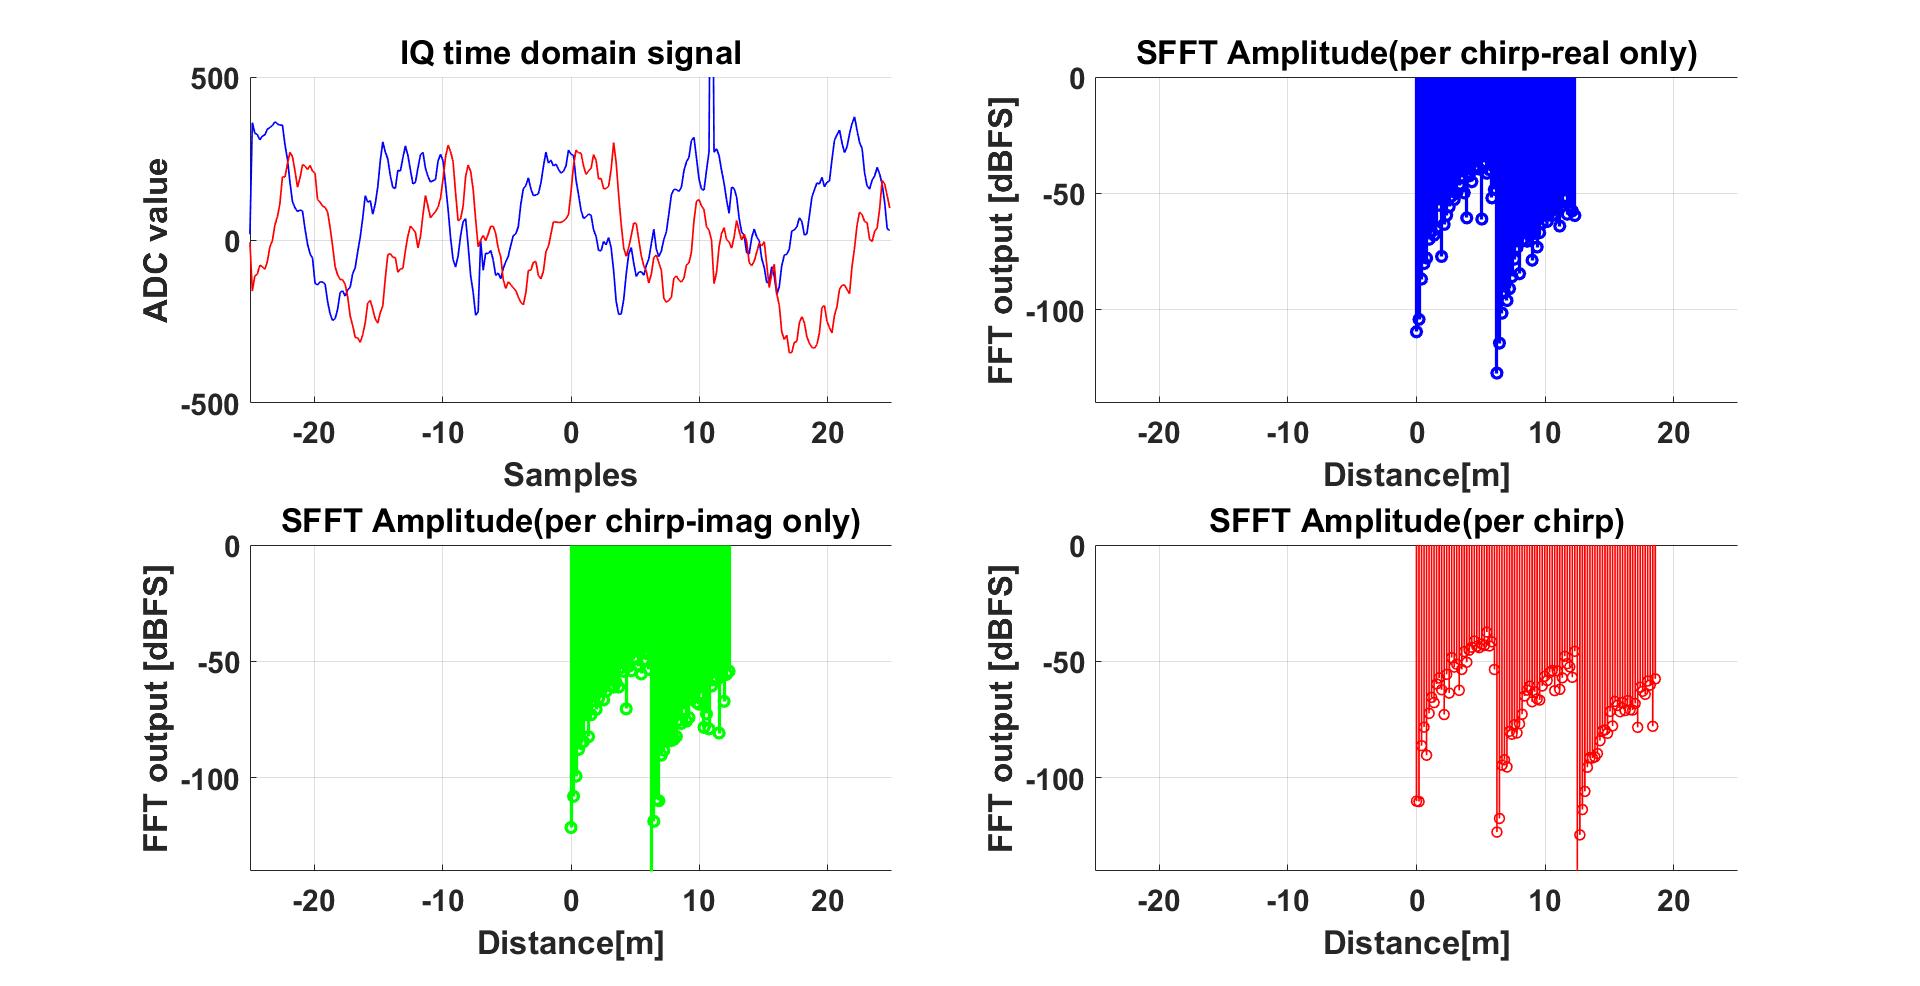 IQ time domain signal
500
0
-500
ADC value
-20 -10 0 10 20
Samples
SFFT Amplitude(per chirp-real only)
0
-50
-100
FFT output [dBFS]
-20 -10 0 10 20
Distance[m]
SFFT Amplitude(per chirp-imag only)
0
-50
-100
FFT output [dBFS]
-20 -10 0 10 20
Distance[m]
SFFT Amplitude(per chirp)
0
-50
-100
FFT output [dBFS]
-20 -10 0 10 20
Distance[m]